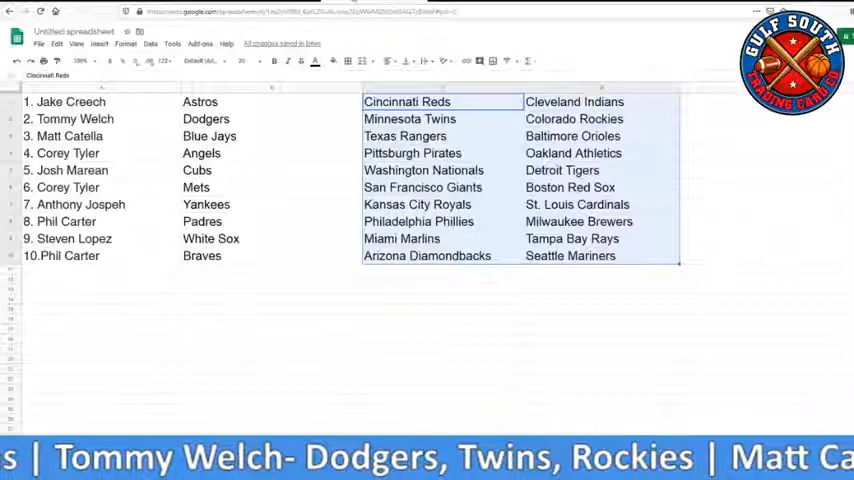 Untitled spreadsheet
File Edit View Insert Format Data Tools Add-ons Help All changes saved in Drive
Cincinnati Reds
1. Jake Creech Astros Cincinnati Reds Cleveland Indians
2. Tommy Welch Dodgers Minnesota Twins Colorado Rockies
3. Matt Catella Blue Jays Texas Rangers Baltimore Orioles
4. Corey Tyler Angels Pittsburgh Pirates Oakland Athletics
5. Josh Marean Cubs Washington Nationals Detroit Tigers
6. Corey Tyler Mets San Francisco Giants Boston Red Sox
7. Anthony Jospeh Yankees Kansas City Royals St. Louis Cardinals
8. Phil Carter Padres Philadelphia Phillies Milwaukee Brewers
9. Steven Lopez White Sox Miami Marlins Tampa Bay Rays
10.Phil Carter Braves Arizona Diamondbacks Seattle Mariners
GULF SOUTH
TRADING CARD CO
s | Tommy Welch- Dodgers, Twins, Rockies | Matt Ca